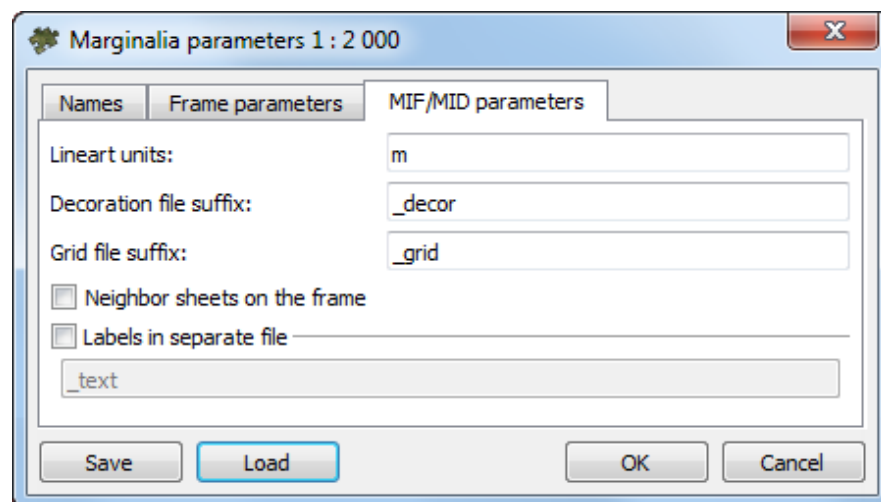 Marginalia parameters 1 : 2 000
Names Frame parameters MIF/MID parameters
Lineart units: m
Decoration file suffix: _decor
Grid file suffix: _grid
Neighbor sheets on the frame
Labels in separate file
_text
Save Load OK Cancel